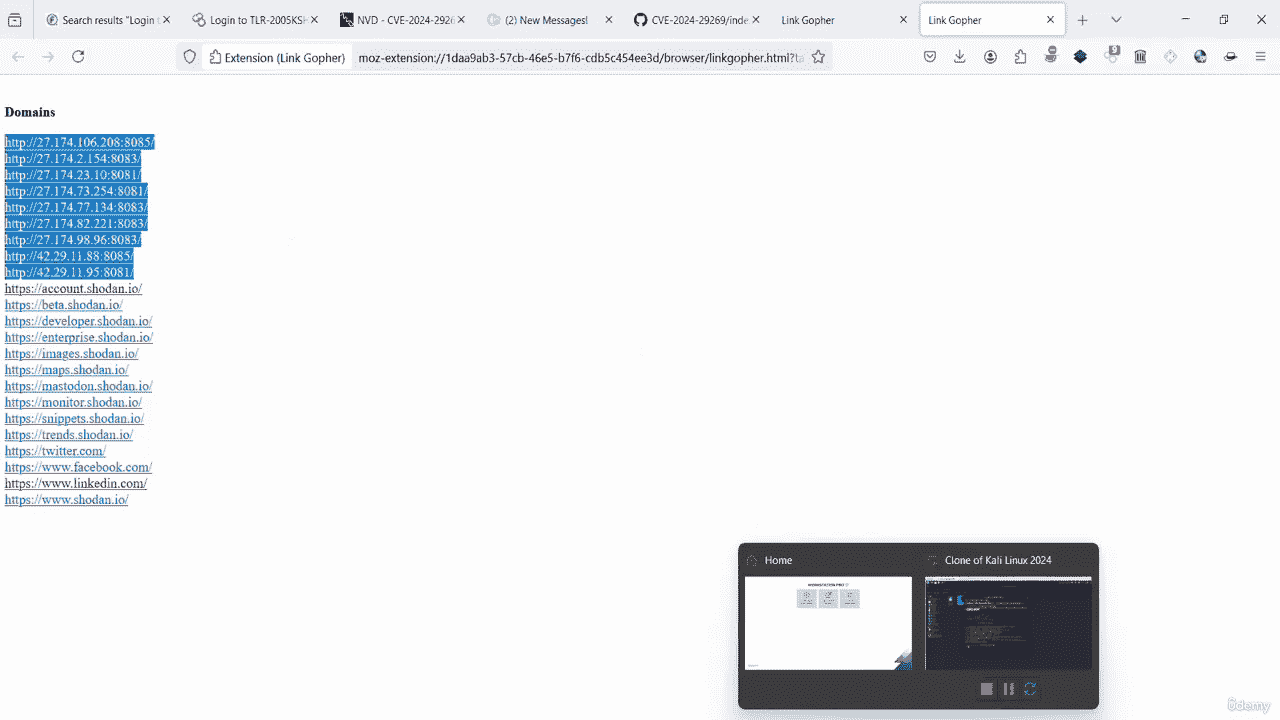 Search results "Login t
Login to TLR-2005KSH
NVD - CVE-2024-2926
(2) New Messages!
CVE-2024-29269/inde
Link Gopher
Link Gopher
Extension (Link Gopher)
moz-extension://1daa9ab3-57cb-46e5-b7f6-cdb5c454ee3d/browser/linkgopher.html?ta
9
Domains
http://27.174.106.208:8085/
http://27.174.2.154:8083/
http://27.174.23.10:8081/
http://27.174.73.254:8081/
http://27.174.77.134:8083/
http://27.174.82.221:8083/
http://27.174.98.96:8083/
http://42.29.11.88:8085/
http://42.29.11.95:8081/
https://account.shodan.io/
https://beta.shodan.io/
https://developer.shodan.io/
https://enterprise.shodan.io/
https://images.shodan.io/
https://maps.shodan.io/
https://mastodon.shodan.io/
https://monitor.shodan.io/
https://snippets.shodan.io/
https://trends.shodan.io/
https://twitter.com/
https://www.facebook.com/
https://www.linkedin.com/
https://www.shodan.io/
Home
Clone of Kali Linux 2024
WORKSTATION PRO 17
Udemy